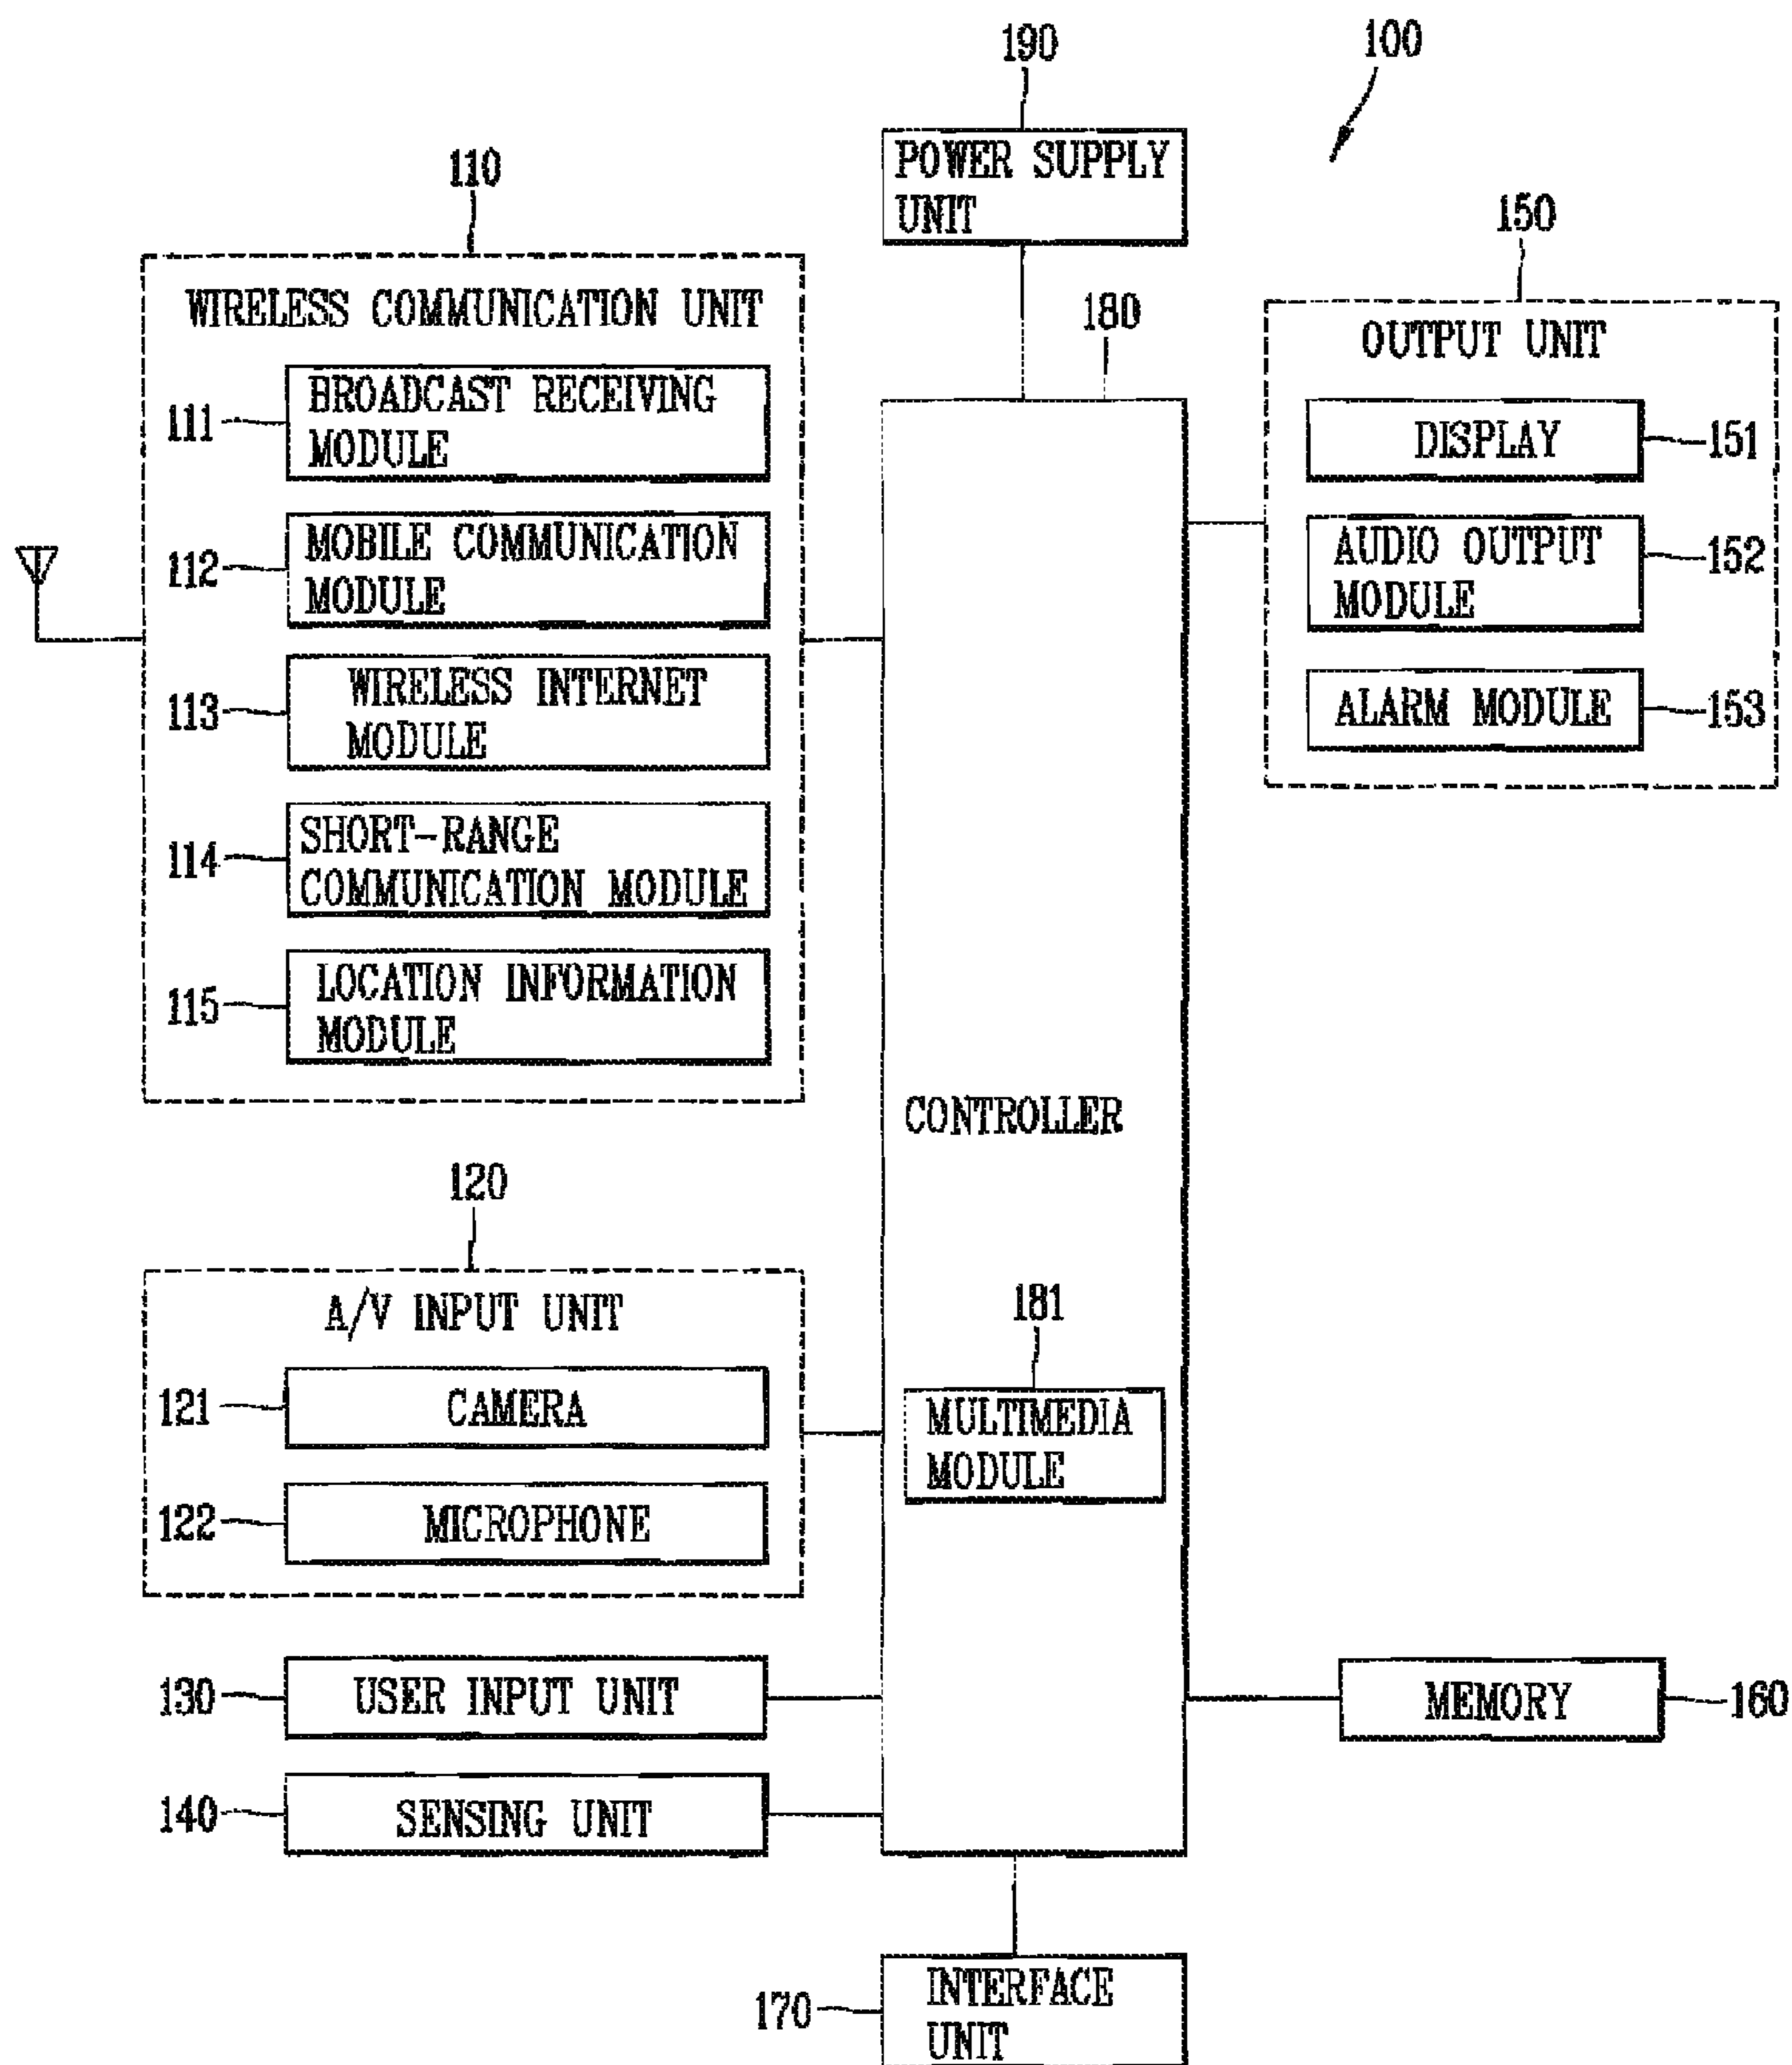 100
190
POWER SUPPLY
UNIT
110
WIRELESS COMMUNICATION UNIT
111
BROADCAST RECEIVING
MODULE
112
MOBILE COMMUNICATION
MODULE
113
WIRELESS INTERNET
MODULE
114
SHORT-RANGE
COMMUNICATION MODULE
115
LOCATION INFORMATION
MODULE
180
CONTROLLER
181
MULTIMEDIA
MODULE
150
OUTPUT UNIT
DISPLAY
151
AUDIO OUTPUT
MODULE
152
ALARM MODULE
153
120
A/V INPUT UNIT
121
CAMERA
122
MICROPHONE
130
USER INPUT UNIT
140
SENSING UNIT
MEMORY
160
170
INTERFACE
UNIT